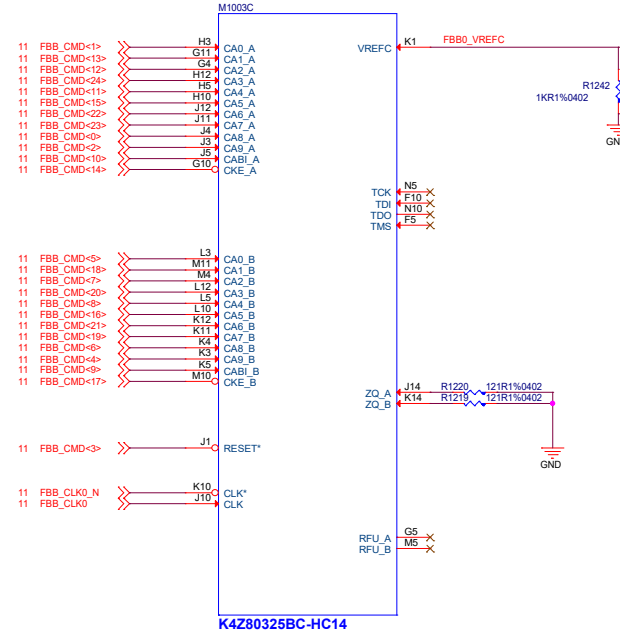 M1003C
11 FBB_CMD<1> H3 CA0_A
11 FBB_CMD<13> G11 CA1_A
11 FBB_CMD<12> G4 CA2_A
11 FBB_CMD<24> H12 CA3_A
11 FBB_CMD<11> H5 CA4_A
11 FBB_CMD<15> H10 CA5_A
11 FBB_CMD<22> J12 CA6_A
11 FBB_CMD<23> J11 CA7_A
11 FBB_CMD<0> J4 CA8_A
11 FBB_CMD<2> J3 CA9_A
11 FBB_CMD<10> J5 CABI_A
11 FBB_CMD<14> G10 CKE_A
VREFC K1 FBB0_VREFC
R1242
1KR1%0402
GN
TCK N5
TDI F10
TDO N10
TMS F5
11 FBB_CMD<5> L3 CA0_B
11 FBB_CMD<18> M11 CA1_B
11 FBB_CMD<7> M4 CA2_B
11 FBB_CMD<20> L12 CA3_B
11 FBB_CMD<8> L5 CA4_B
11 FBB_CMD<16> L10 CA5_B
11 FBB_CMD<21> K12 CA6_B
11 FBB_CMD<19> K11 CA7_B
11 FBB_CMD<6> K4 CA8_B
11 FBB_CMD<4> K3 CA9_B
11 FBB_CMD<9> K5 CABI_B
11 FBB_CMD<17> M10 CKE_B
ZQ_A J14 R1220 121R1%0402
ZQ_B K14 R1219 121R1%0402
GND
11 FBB_CMD<3> J1 RESET*
11 FBB_CLK0_N K10 CLK*
11 FBB_CLK0 J10 CLK
RFU_A G5
RFU_B M5
K4Z80325BC-HC14